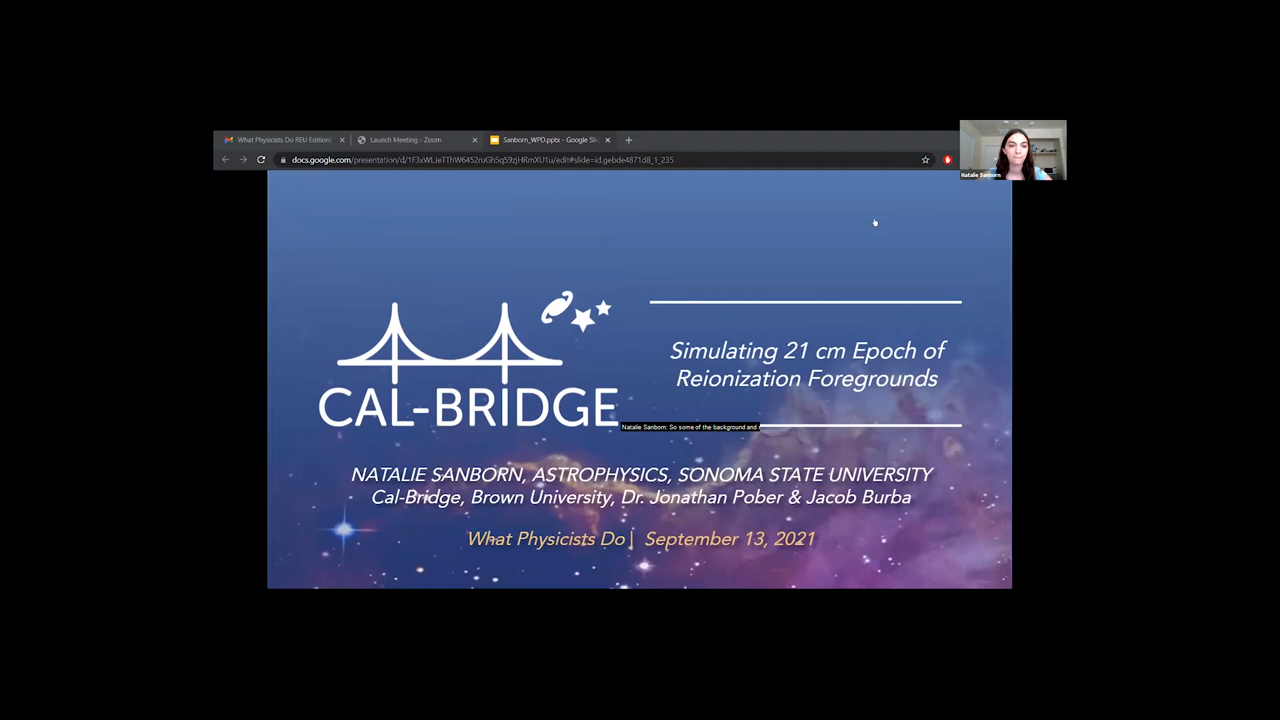 What Physicists Do REU Edition
Launch Meeting - Zoom
Sanborn_WPD.pptx - Google Sli
Natalie Sanborn
Simulating 21 cm Epoch of
Reionization Foregrounds
CAL-BRIDGE
Natalie Sanborn: So some of the background and
NATALIE SANBORN, ASTROPHYSICS, SONOMA STATE UNIVERSITY
Cal-Bridge, Brown University, Dr. Jonathan Pober & Jacob Burba
What Physicists Do | September 13, 2021